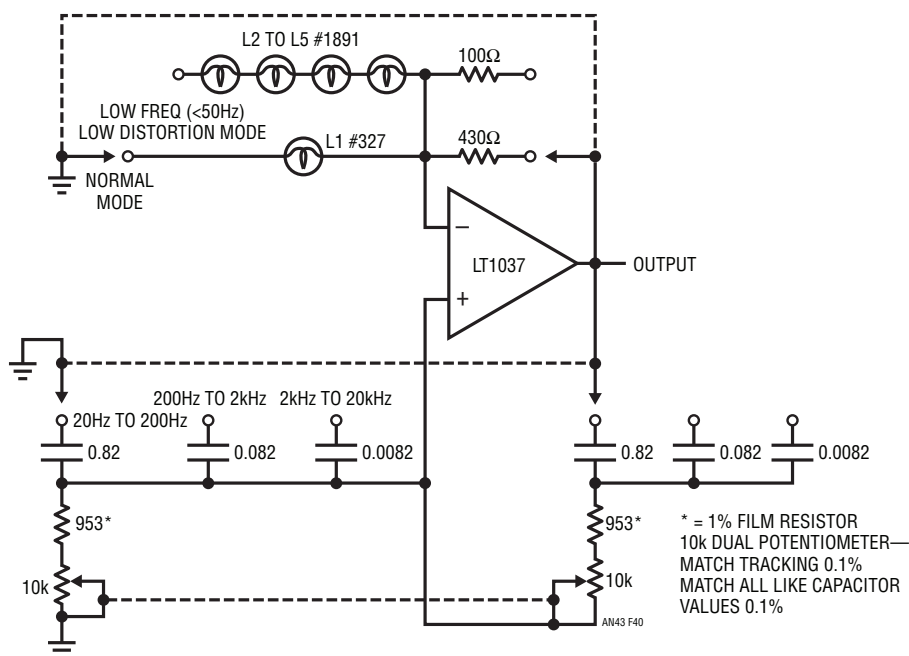 L2 TO L5 #1891
100Ω
LOW FREQ (<50Hz)
LOW DISTORTION MODE
L1 #327
430Ω
NORMAL
MODE
−
LT1037
OUTPUT
+
200Hz TO 2kHz
2kHz TO 20kHz
20Hz TO 200Hz
0.82
0.082
0.0082
0.82
0.082
0.0082
953*
953*
* = 1% FILM RESISTOR
10k DUAL POTENTIOMETER—
MATCH TRACKING 0.1%
MATCH ALL LIKE CAPACITOR
VALUES 0.1%
10k
10k
AN43 F40